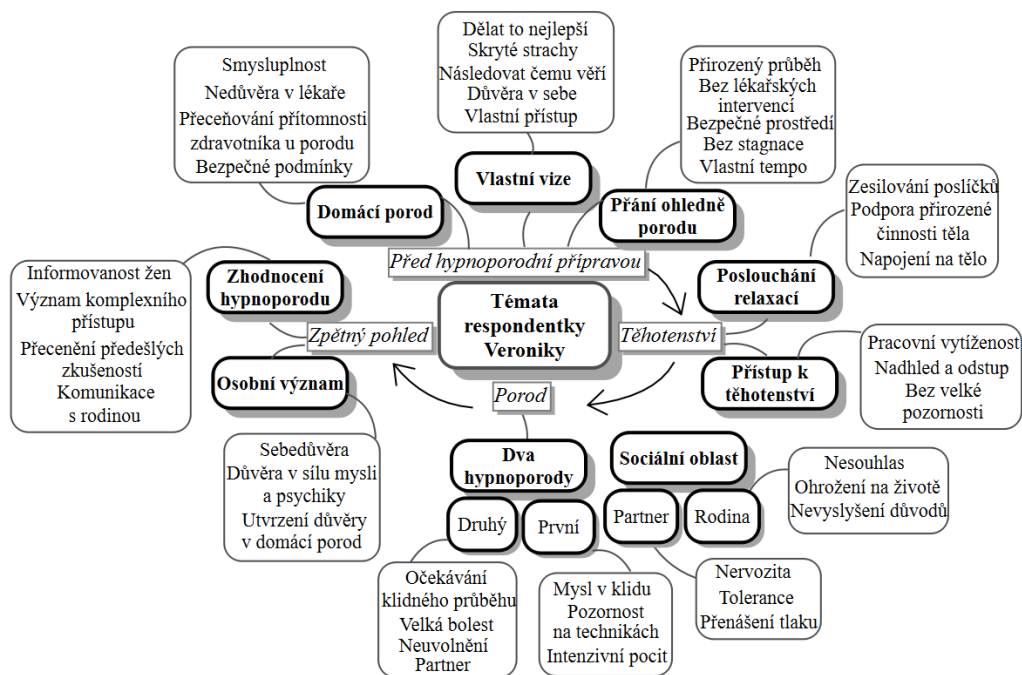 Dělat to nejlepší
Skryté strachy
Následovat čemu věří
Důvěra v sebe
Vlastní přístup
Smysluplnost
Nedůvěra v lékaře
Přeceňování přítomnosti
zdravotníka u porodu
Bezpečné podmínky
Přirozený průběh
Bez lékařských
intervencí
Bezpečné prostředí
Bez stagnace
Vlastní tempo
Vlastní vize
Domácí porod
Přání ohledně
porodu
Před hypnoporodní přípravou
Zesilování poslíčků
Podpora přirozené
činnosti těla
Napojení na tělo
Poslouchání
relaxací
Těhotenství
Přístup k
těhotenství
Pracovní vytíženost
Nadhled a odstup
Bez velké
pozornosti
Témata
respondentky
Veroniky
Zhodnocení
hypnoporodu
Zpětný pohled
Osobní význam
Informovanost žen
Význam komplexního
přístupu
Přecenění předešlých
zkušeností
Komunikace
s rodinou
Sebedůvěra
Důvěra v sílu mysli
a psychiky
Utvrzení důvěry
v domácí porod
Porod
Dva
hypnoporody
Druhý
První
Sociální oblast
Partner
Rodina
Nesouhlas
Ohrožení na životě
Nevyslyšení důvodů
Očekávání
klidného průběhu
Velká bolest
Neuvolnění
Partner
Mysl v klidu
Pozornost
na technikách
Intenzivní pocit
Nervozita
Tolerance
Přenášení tlaku